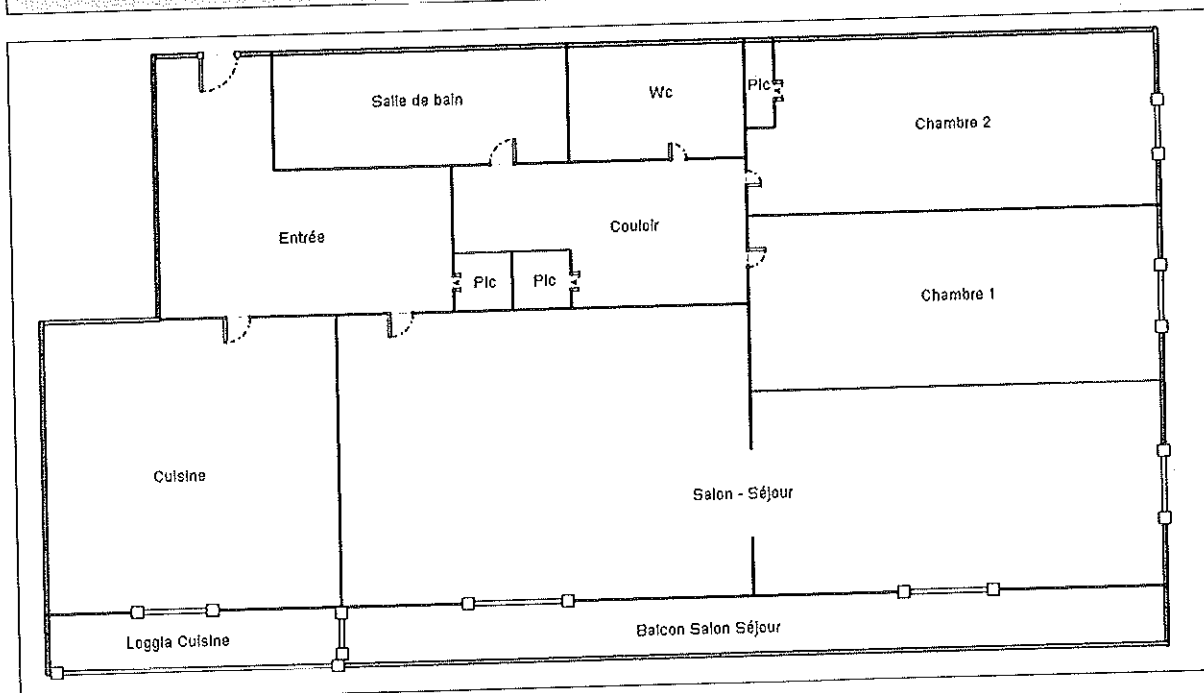 Salle de bain
Wc
Plc
Chambre 2
Entrée
Couloir
Plc
Plc
Chambre 1
Cuisine
Salon - Séjour
Loggia Cuisine
Balcon Salon Séjour